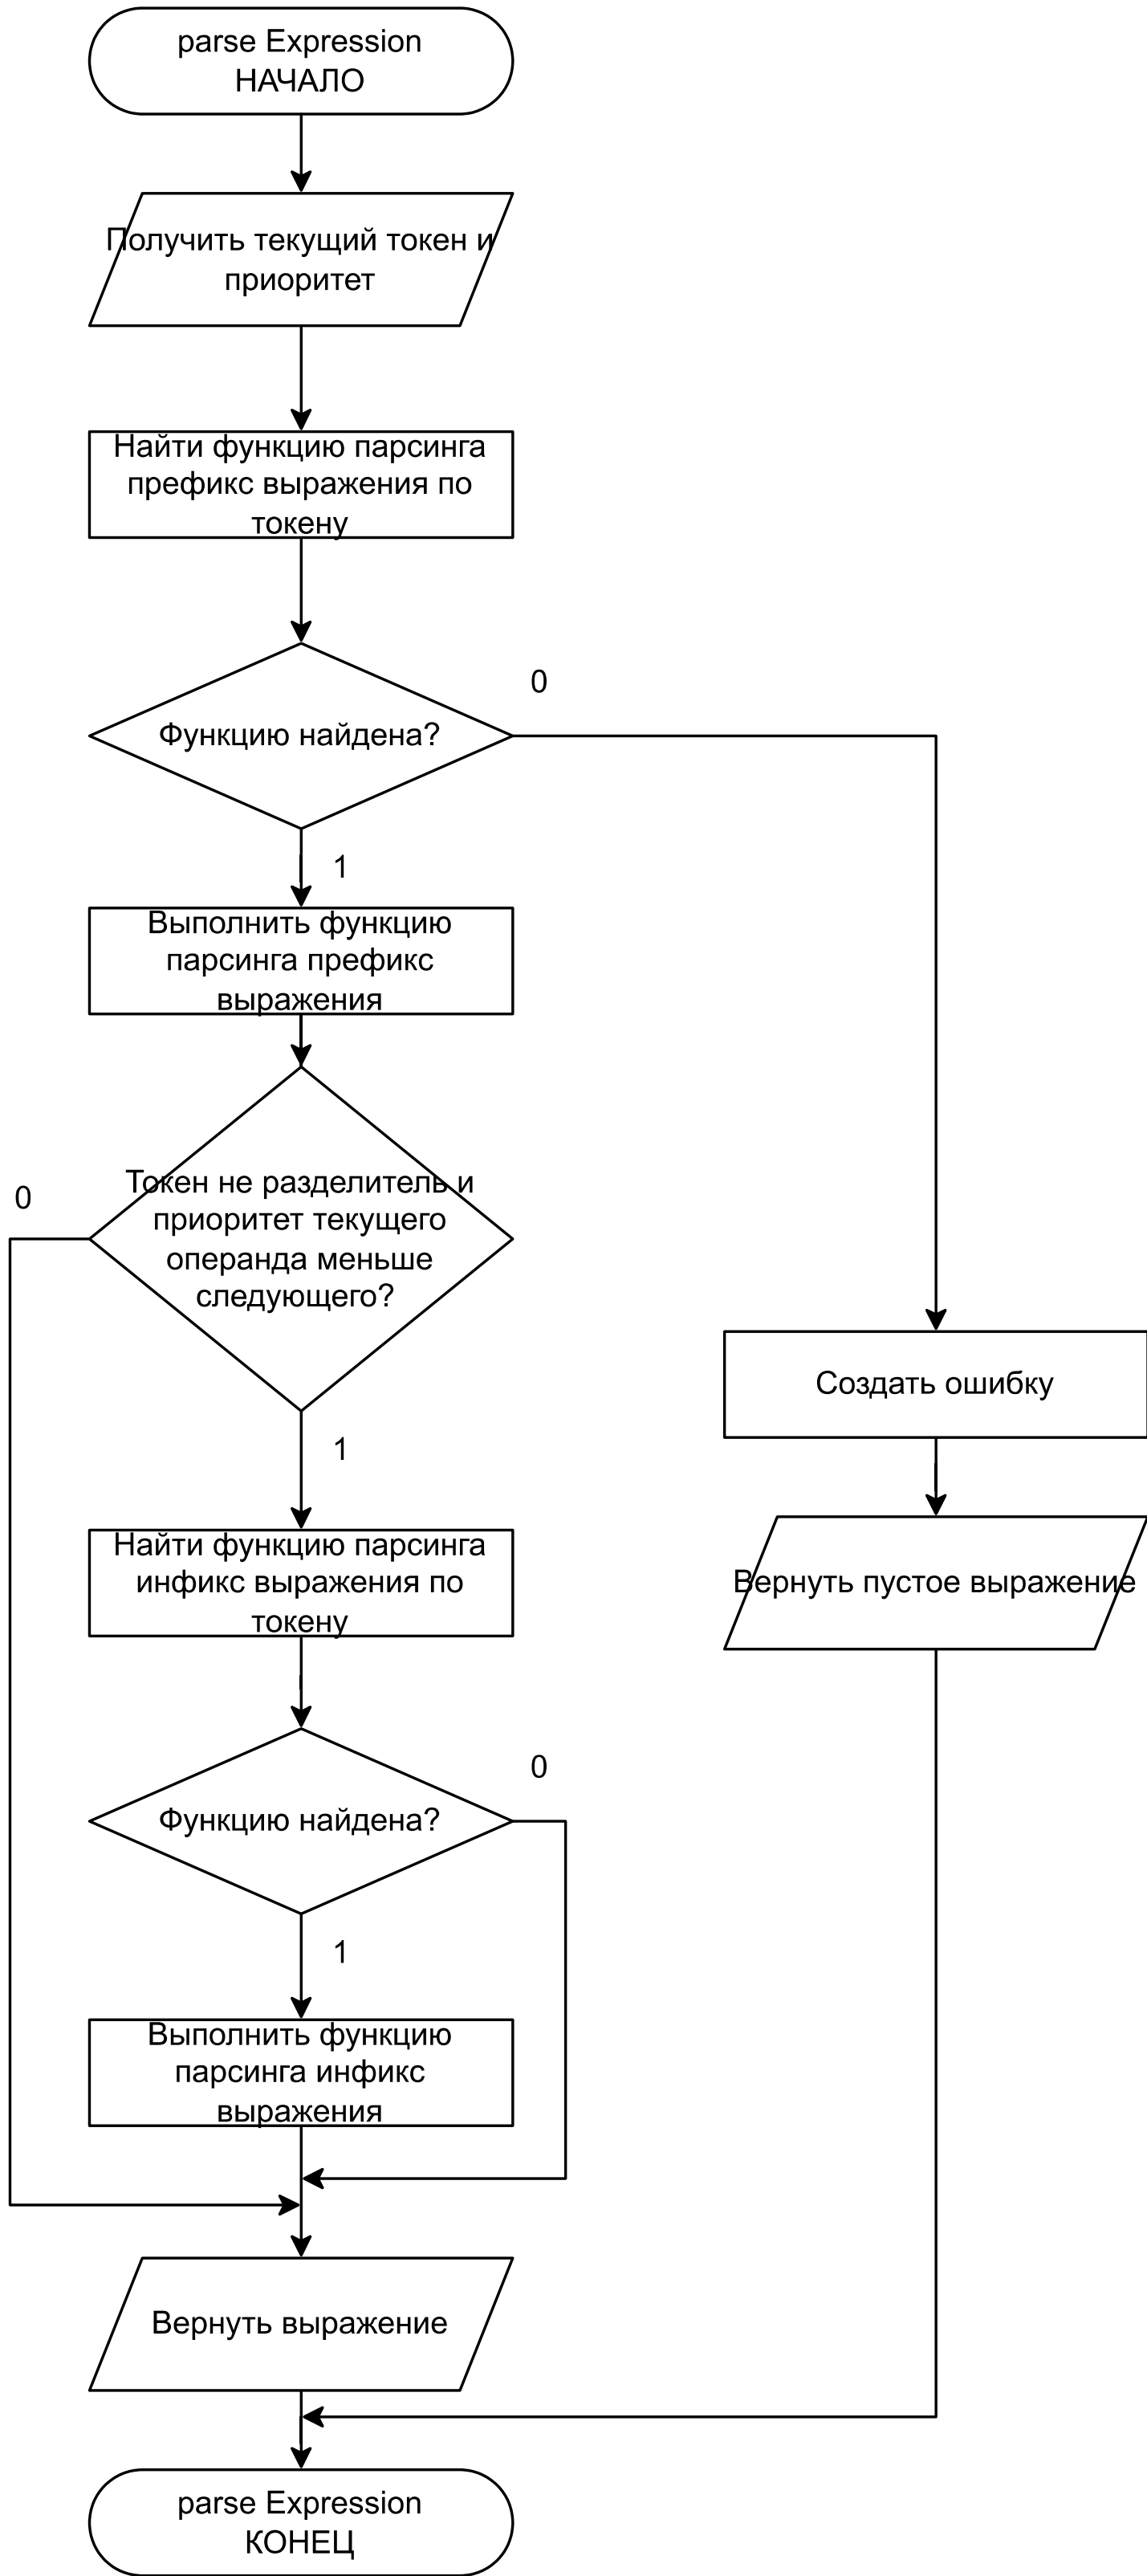 parse Expression
НАЧАЛО
Получить текущий токен и
приоритет
Найти функцию парсинга
префикс выражения по
токену
Функцию найдена?
0
1
Выполнить функцию
парсинга префикс
выражения
Токен не разделитель и
приоритет текущего
операнда меньше
следующего?
0
1
Создать ошибку
Вернуть пустое выражение
Найти функцию парсинга
инфикс выражения по
токену
Функцию найдена?
0
1
Выполнить функцию
парсинга инфикс
выражения
Вернуть выражение
parse Expression
КОНЕЦ